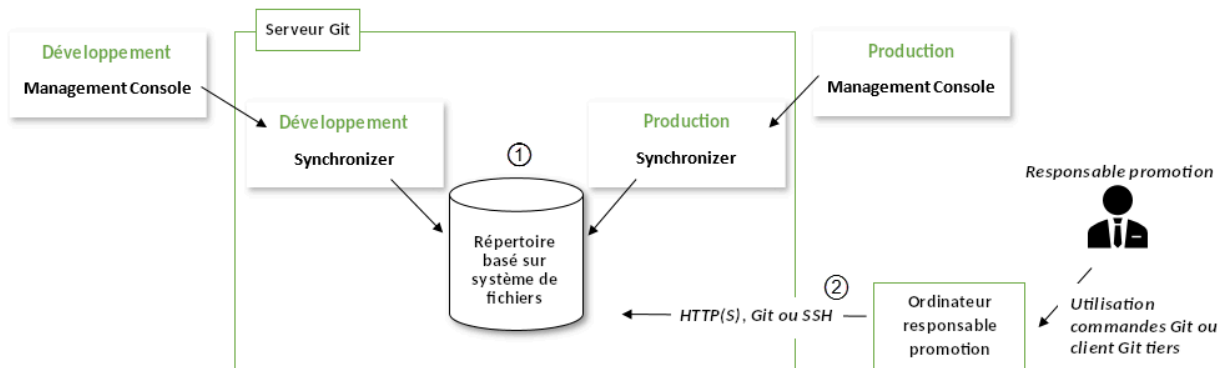 Serveur Git
Développement
Management Console
Production
Management Console
Développement
Synchronizer
Production
Synchronizer
①
Répertoire
basé sur
système de
fichiers
Responsable promotion
②
HTTP(S), Git ou SSH
Ordinateur
responsable
promotion
Utilisation
commandes Git ou
client Git tiers